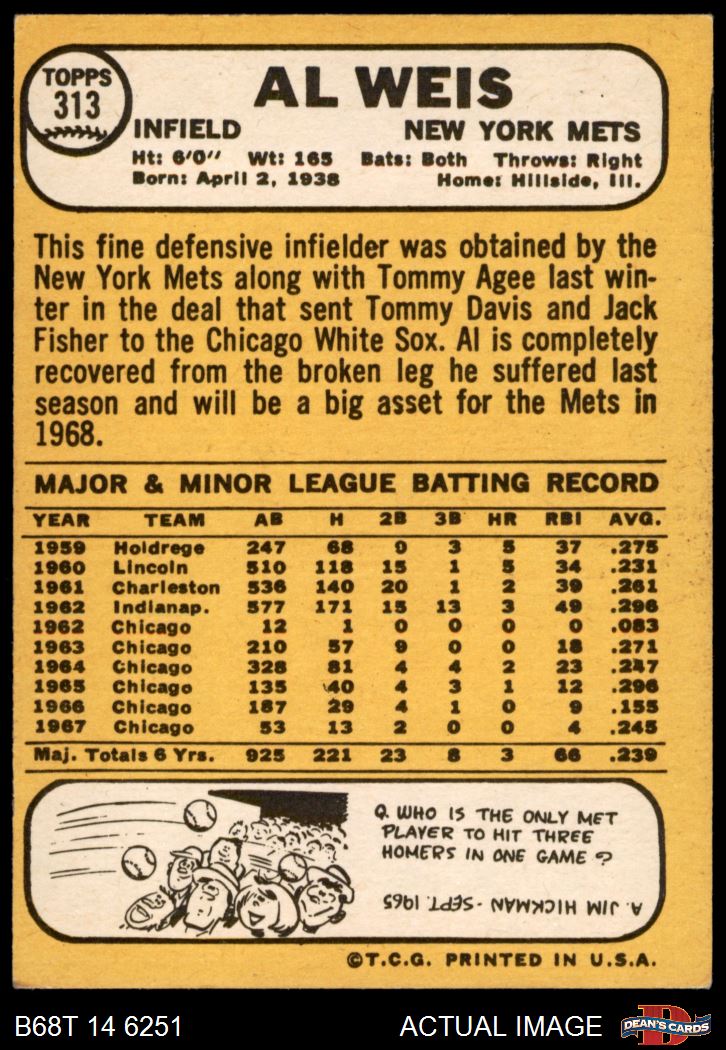 TOPPS
313
AL WEIS
INFIELD NEW YORK METS
Ht: 6'0" Wt: 165 Bats: Both Throws: Right
Born: April 2, 1938 Home: Hillside, Ill.
This fine defensive infielder was obtained by the
New York Mets along with Tommy Agee last win-
ter in the deal that sent Tommy Davis and Jack
Fisher to the Chicago White Sox. Al is completely
recovered from the broken leg he suffered last
season and will be a big asset for the Mets in
1968.
MAJOR & MINOR LEAGUE BATTING RECORD
YEAR TEAM AB H 2B 3B HR RBI AVG.
1959 Holdrege 247 68 9 3 5 37 .275
1960 Lincoln 510 118 15 1 5 34 .231
1961 Charleston 536 140 20 1 2 39 .261
1962 Indianap. 577 171 15 13 3 49 .296
1962 Chicago 12 1 0 0 0 0 .083
1963 Chicago 210 57 9 0 0 18 .271
1964 Chicago 328 81 4 4 2 23 .247
1965 Chicago 135 40 4 3 1 12 .296
1966 Chicago 187 29 4 1 0 9 .155
1967 Chicago 53 13 2 0 0 4 .245
Maj. Totals 6 Yrs. 925 221 23 8 3 66 .239
Q. WHO IS THE ONLY MET
PLAYER TO HIT THREE
HOMERS IN ONE GAME?
A. JIM HICKMAN - SEPT. 1965
©T.C.G. PRINTED IN U.S.A.
B68T 14 6251 ACTUAL IMAGE DEAN'S CARDS